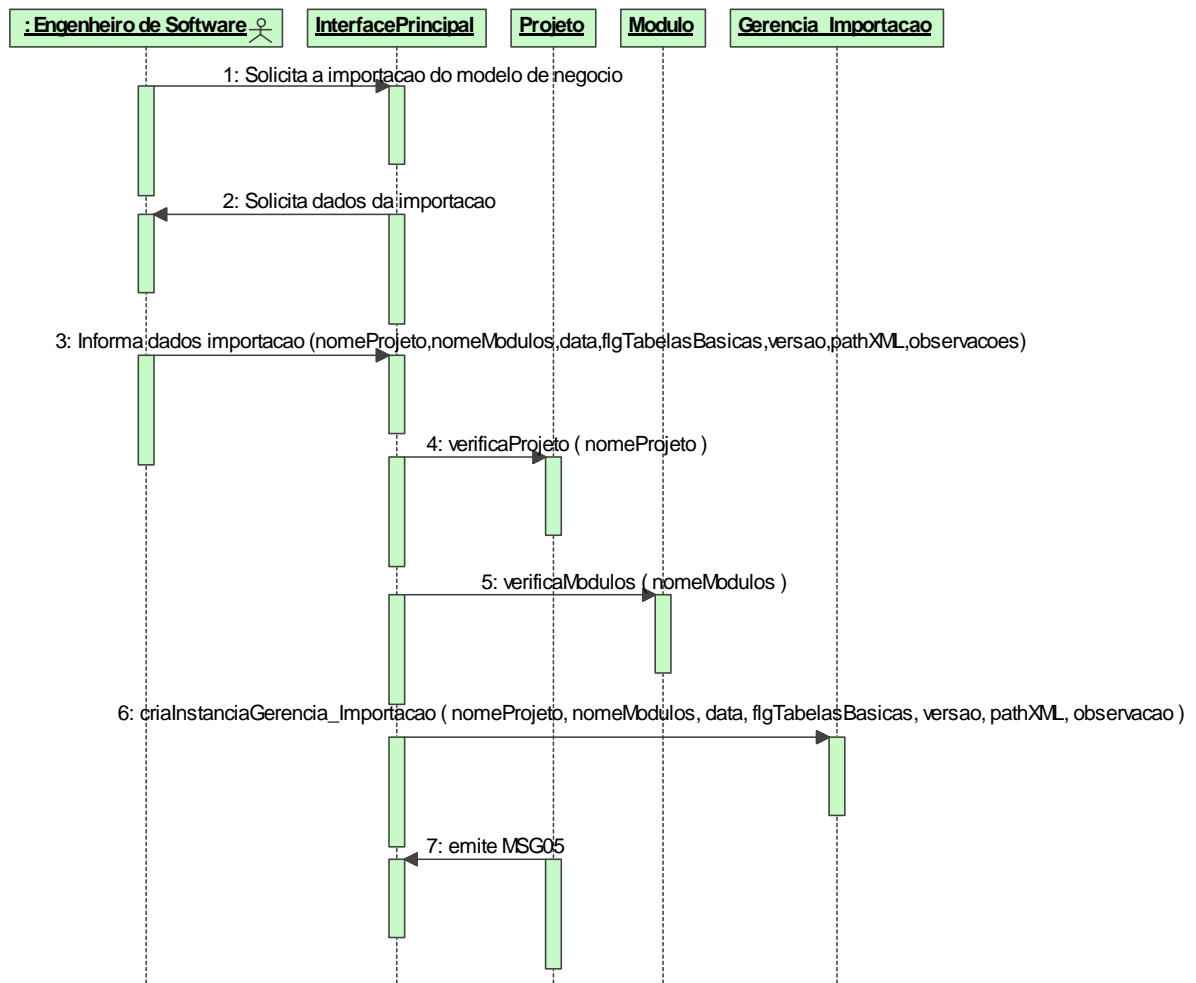 : Engenheiro de Software
InterfacePrincipal
Projeto
Modulo
Gerencia_Importacao
1: Solicita a importacao do modelo de negocio
2: Solicita dados da importacao
3: Informa dados importacao (nomeProjeto,nomeModulos,data,flgTabelasBasicas,versao,pathXML,observacoes)
4: verificaProjeto ( nomeProjeto )
5: verificaModulos ( nomeModulos )
6: criaInstanciaGerencia_Importacao ( nomeProjeto, nomeModulos, data, flgTabelasBasicas, versao, pathXML, observacao )
7: emite MSG05